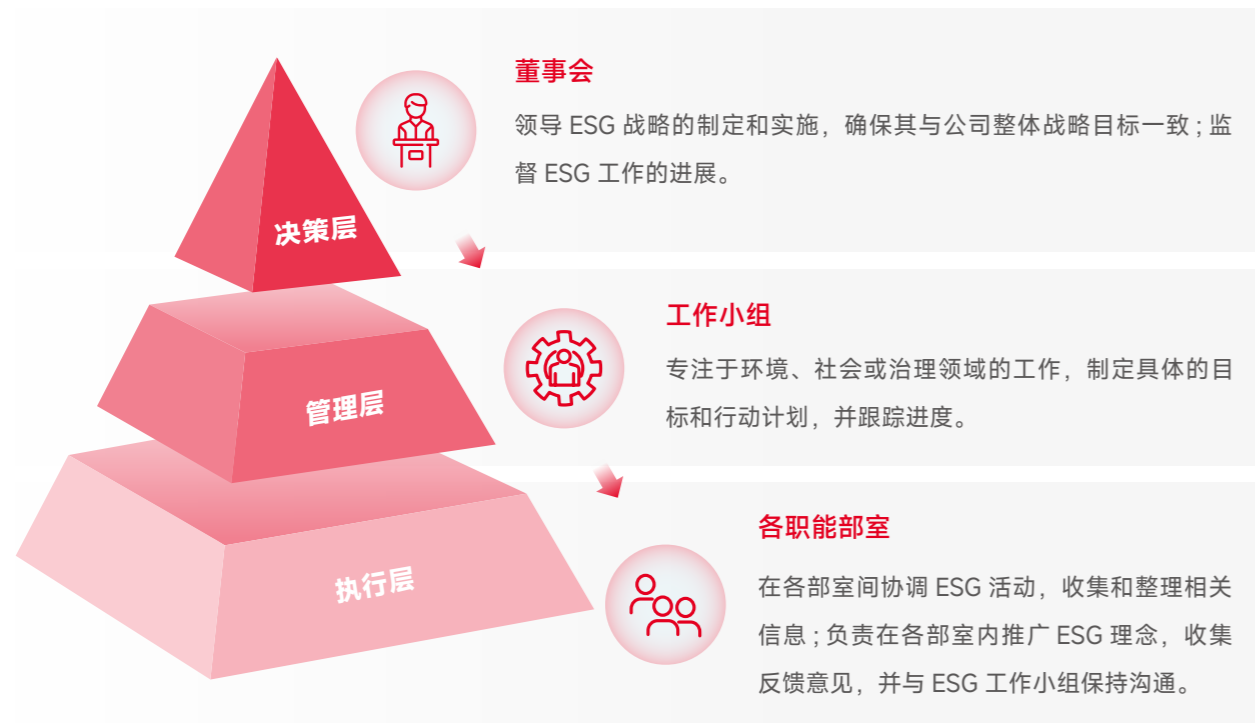 董事会
领导 ESG 战略的制定和实施，确保其与公司整体战略目标一致；监
督 ESG 工作的进展。
决策层
工作小组
专注于环境、社会或治理领域的工作，制定具体的目
标和行动计划，并跟踪进度。
管理层
各职能部室
在各部室间协调 ESG 活动，收集和整理相关
信息；负责在各部室内推广 ESG 理念，收集
反馈意见，并与 ESG 工作小组保持沟通。
执行层